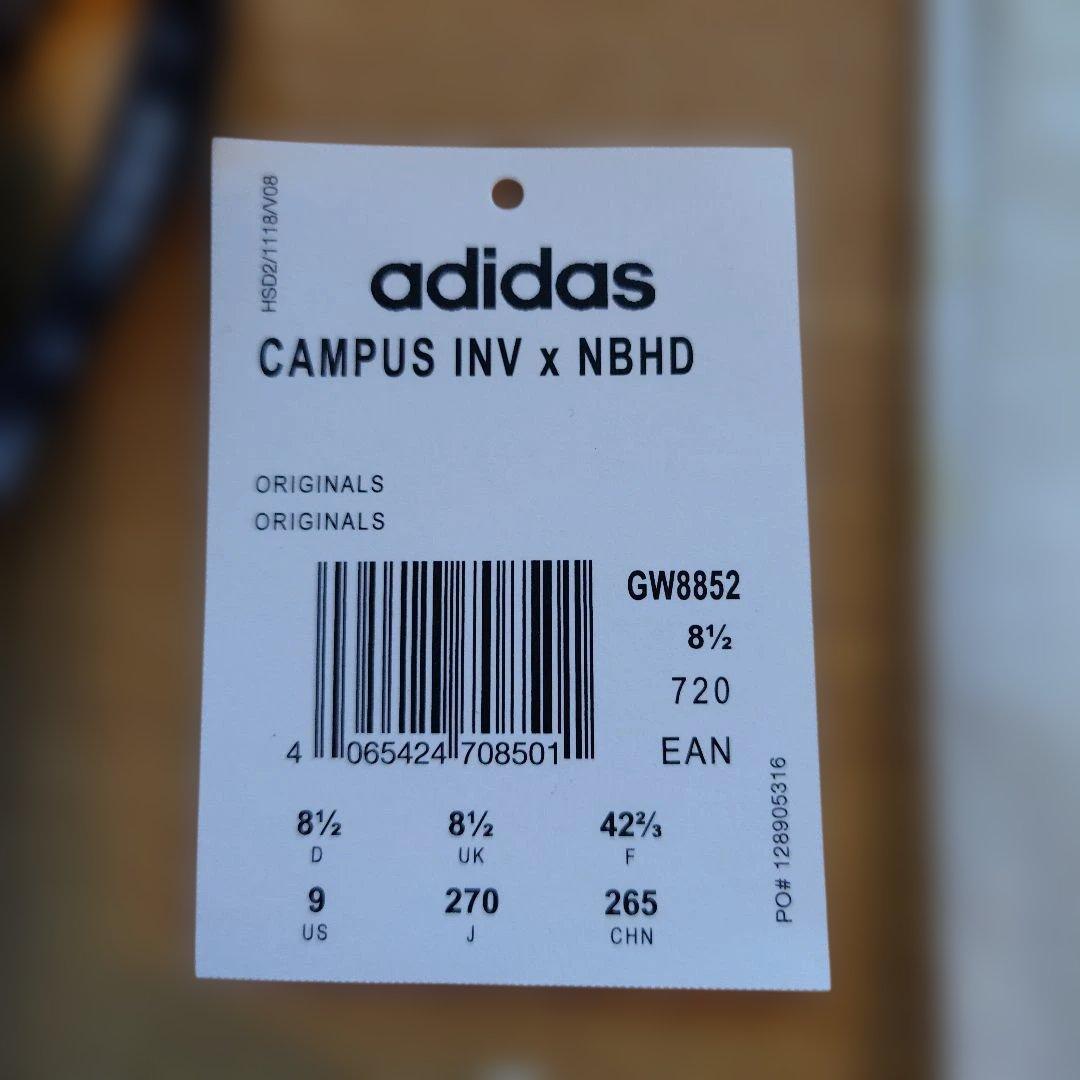 HSD2/1118/V08
adidas
CAMPUS INV x NBHD
ORIGINALS
ORIGINALS
GW8852
8½
720
EAN
4 065424 708501
8½ 8½ 42⅔
D UK F
9 270 265
US J CHN
PO# 128905316